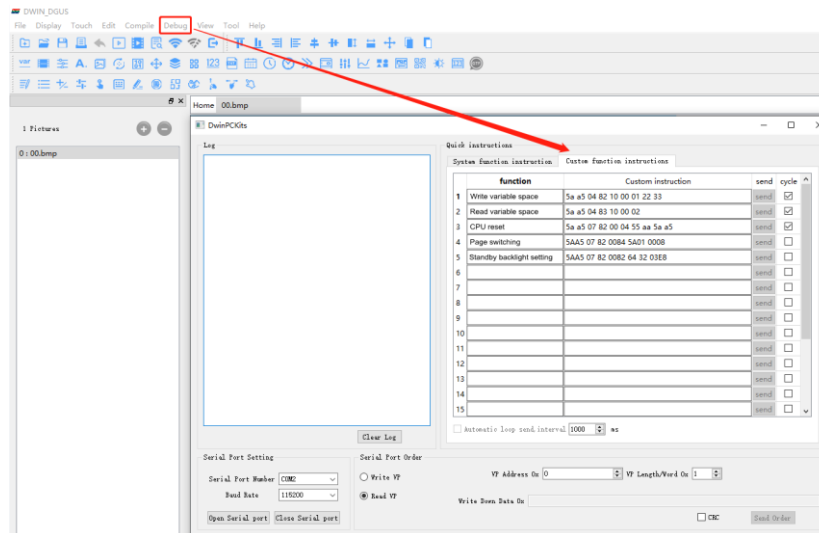 DWIN_DGUS
File Display Touch Edit Compile Debug View Tool Help
Home 00.bmp
1 Pictures
0 : 00.bmp
DwinPCKits
Log
Quick instructions
System function instruction Custom function instructions
function Custom instruction send cycle
1 Write variable space 5a a5 04 82 10 00 01 22 33 send
2 Read variable space 5a a5 04 83 10 00 02 send
3 CPU reset 5a a5 07 82 00 04 55 aa 5a a5 send
4 Page switching 5AA5 07 82 0084 5A01 0008 send
5 Standby backlight setting 5AA5 07 82 0082 64 32 03E8 send
6 send
7 send
8 send
9 send
10 send
11 send
12 send
13 send
14 send
15 send
Automatic loop send, interval 1000 ms
Clear Log
Serial Port Setting
Serial Port Number COM2
Baud Rate 115200
Open Serial port Close Serial port
Serial Port Order
Write VP
Read VP
VP Address 0x 0 VP Length/Word 0x 1
Write Down Data 0x
CRC Send Order